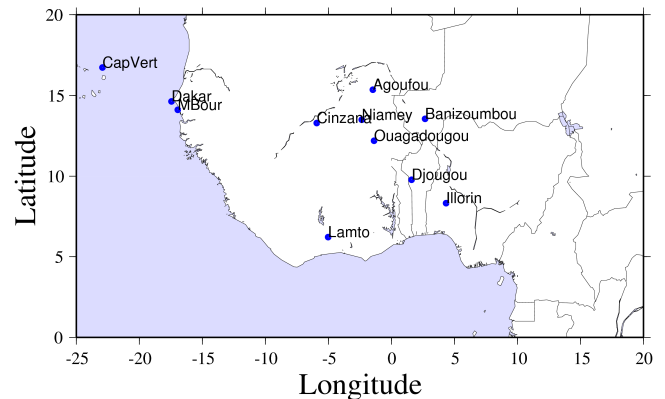 20
CapVert
Agoufou
15
Dakar
MBour
Cinzana
Niamey
Banizoumbou
Ouagadougou
Latitude
10
Djougou
Illorin
Lamto
5
0
-25 -20 -15 -10 -5 0 5 10 15 20
Longitude